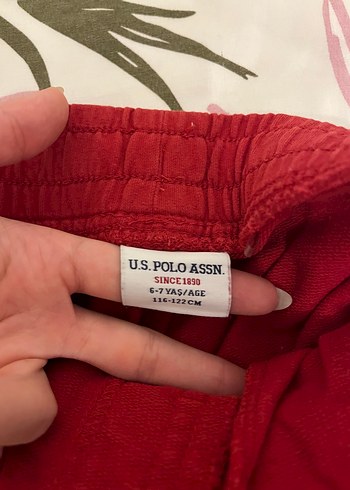 U.S. POLO ASSN.
SINCE 1890
6-7 YAŞ/AGE
116-122 CM